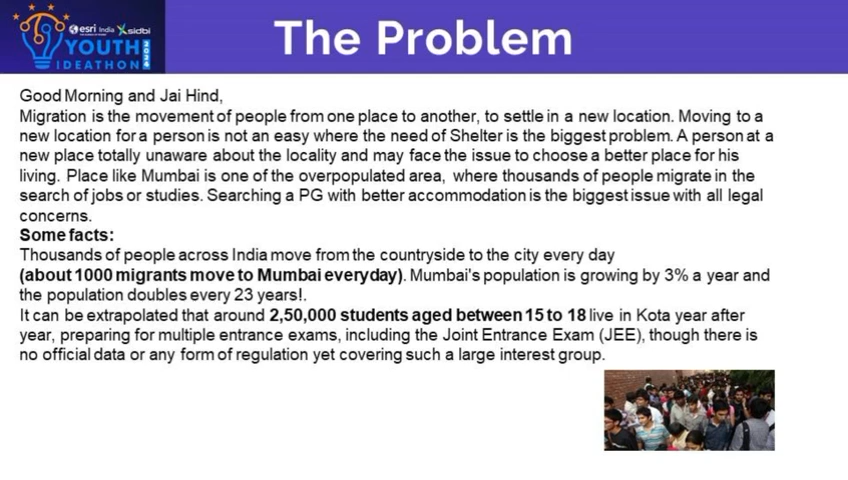 esri India sidbi
YOUTH
IDEATHON
The Problem
Good Morning and Jai Hind,
Migration is the movement of people from one place to another, to settle in a new location. Moving to a
new location for a person is not an easy where the need of Shelter is the biggest problem. A person at a
new place totally unaware about the locality and may face the issue to choose a better place for his
living. Place like Mumbai is one of the overpopulated area, where thousands of people migrate in the
search of jobs or studies. Searching a PG with better accommodation is the biggest issue with all legal
concerns.
Some facts:
Thousands of people across India move from the countryside to the city every day
(about 1000 migrants move to Mumbai everyday). Mumbai's population is growing by 3% a year and
the population doubles every 23 years!.
It can be extrapolated that around 2,50,000 students aged between 15 to 18 live in Kota year after
year, preparing for multiple entrance exams, including the Joint Entrance Exam (JEE), though there is
no official data or any form of regulation yet covering such a large interest group.